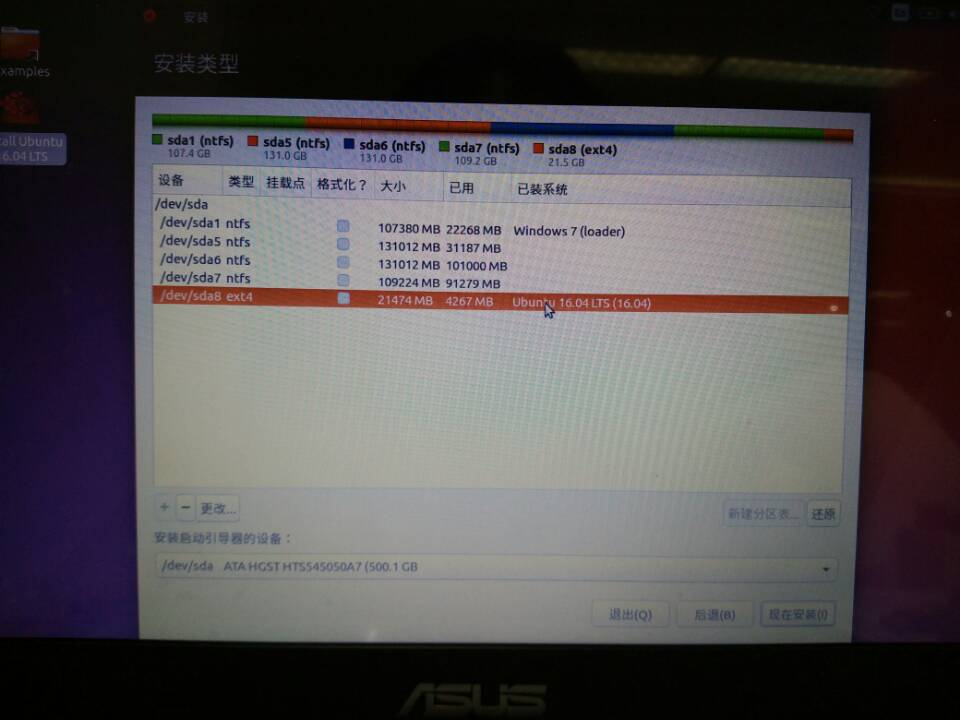 安装
安装类型
xamples
tall Ubuntu
6.04 LTS
sda1 (ntfs) sda5 (ntfs) sda6 (ntfs) sda7 (ntfs) sda8 (ext4)
107.4 GB 131.0 GB 131.0 GB 109.2 GB 21.5 GB
设备 类型 挂载点 格式化？ 大小 已用 已装系统
/dev/sda
/dev/sda1 ntfs 107380 MB 22268 MB Windows 7 (loader)
/dev/sda5 ntfs 131012 MB 31187 MB
/dev/sda6 ntfs 131012 MB 101000 MB
/dev/sda7 ntfs 109224 MB 91279 MB
/dev/sda8 ext4 21474 MB 4267 MB Ubuntu 16.04 LTS (16.04)
+ − 更改... 新建分区表... 还原
安装启动引导器的设备：
/dev/sda ATA HGST HTS545050A7 (500.1 GB
退出(Q) 后退(B) 现在安装(I)
ASUS